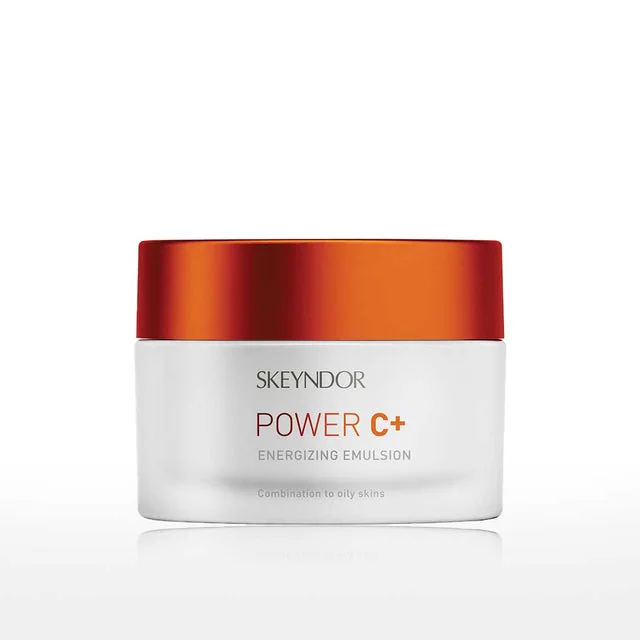 SKEYNDOR
POWER C+
ENERGIZING EMULSION
Combination to oily skins